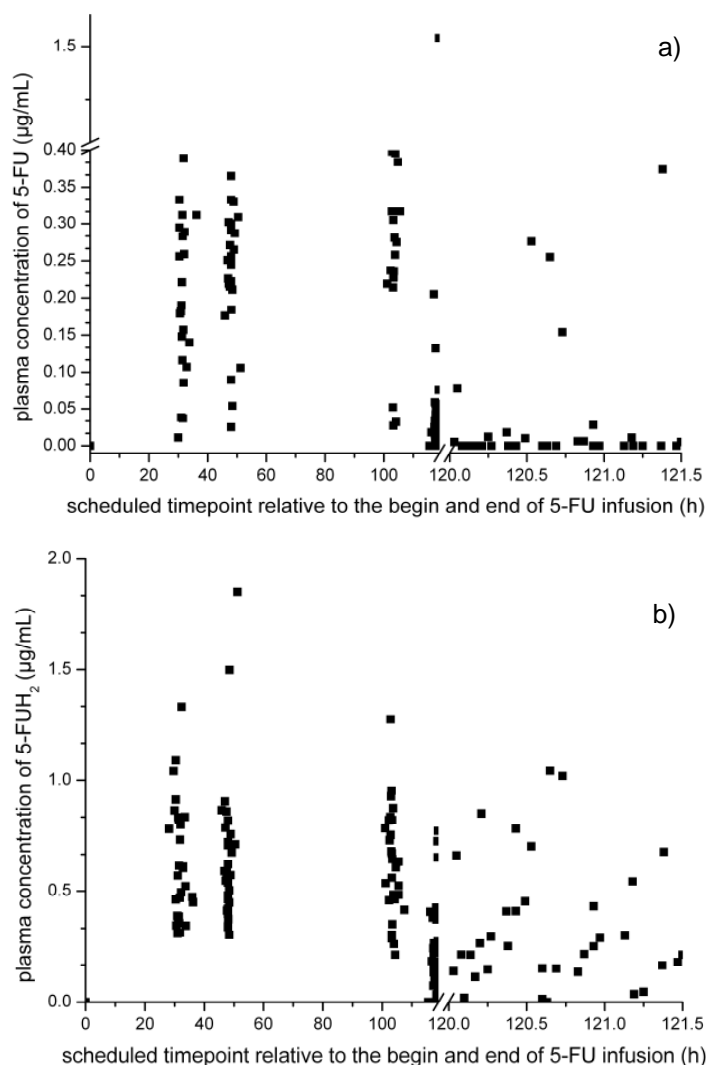 a)
1.5
0.40
0.35
0.30
0.25
0.20
0.15
0.10
0.05
0.00
plasma concentration of 5-FU (µg/mL)
0 20 40 60 80 100 120.0 120.5 121.0 121.5
scheduled timepoint relative to the begin and end of 5-FU infusion (h)
b)
2.0
1.5
1.0
0.5
0.0
plasma concentration of 5-FUH₂ (µg/mL)
0 20 40 60 80 100 120.0 120.5 121.0 121.5
scheduled timepoint relative to the begin and end of 5-FU infusion (h)